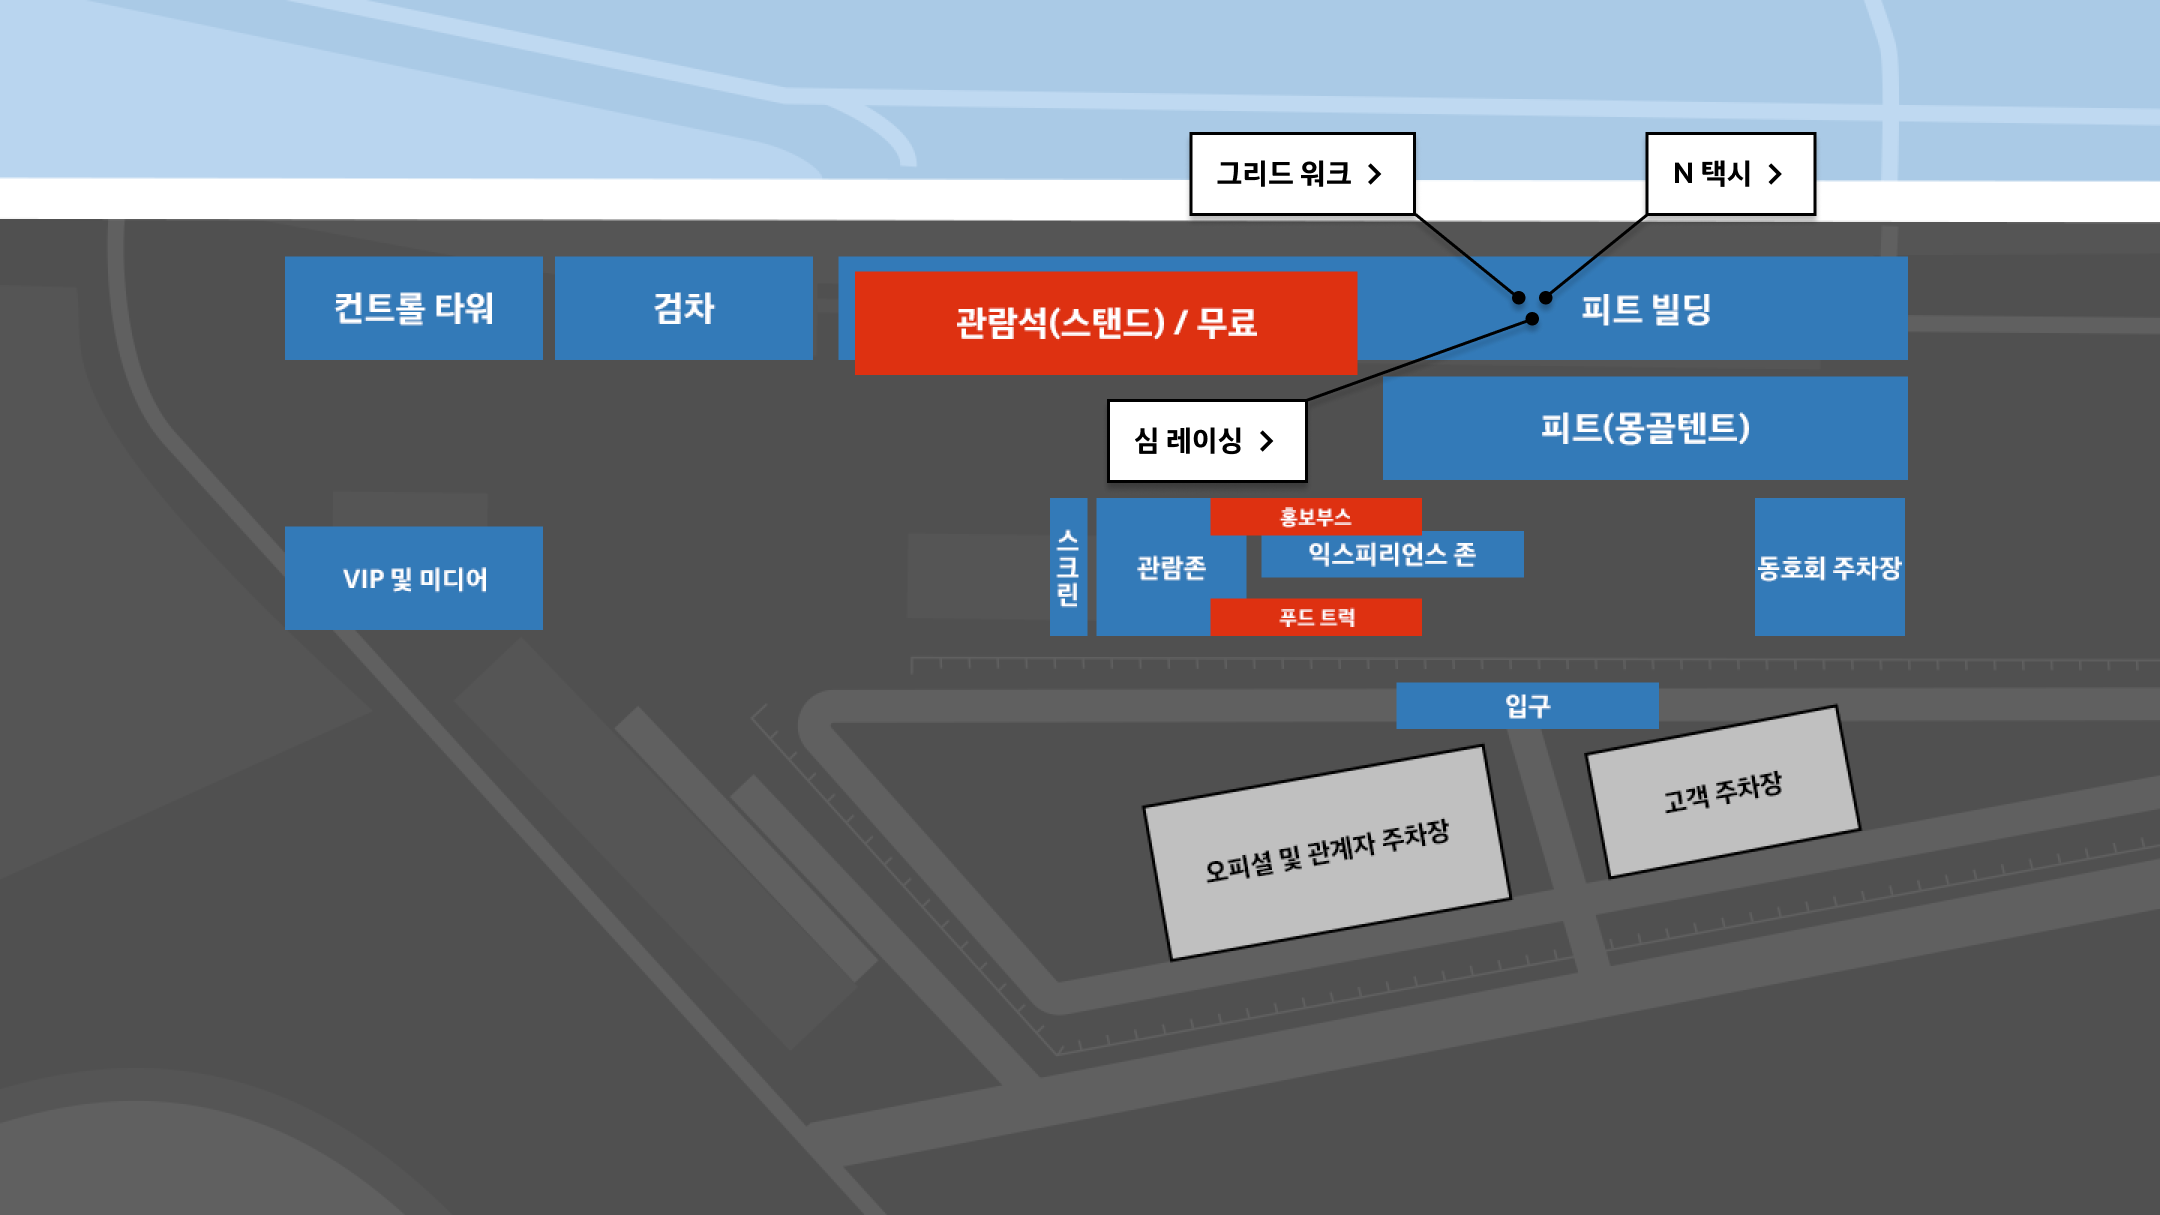 그리드 워크
N 택시
컨트롤 타워
검차
관람석(스탠드) / 무료
피트 빌딩
심 레이싱
피트(몽골텐트)
스크린
관람존
홍보부스
익스피리언스 존
푸드 트럭
동호회 주차장
VIP 및 미디어
입구
오피셜 및 관계자 주차장
고객 주차장